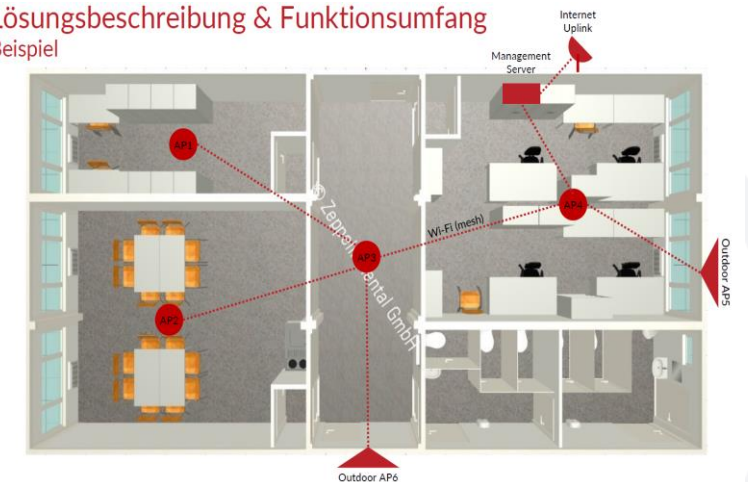 Lösungsbeschreibung & Funktionsumfang
Beispiel
Internet
Uplink
Management
Server
AP1
AP4
Wi-Fi (mesh)
AP3
AP2
Outdoor AP5
Outdoor AP6
© Zeppelin Rental GmbH